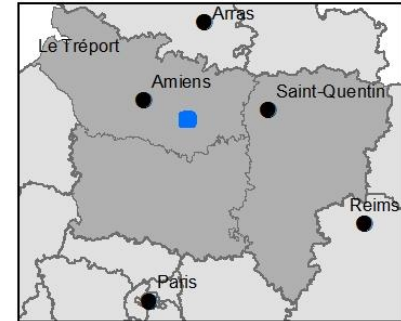 Arras
Le Tréport
Amiens
Saint-Quentin
Reims
Paris